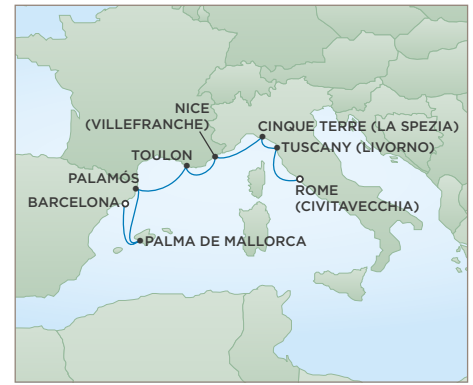 NICE
(VILLEFRANCHE)
CINQUE TERRE (LA SPEZIA)
TUSCANY (LIVORNO)
TOULON
PALAMÓS
ROME
(CIVITAVECCHIA)
BARCELONA
PALMA DE MALLORCA